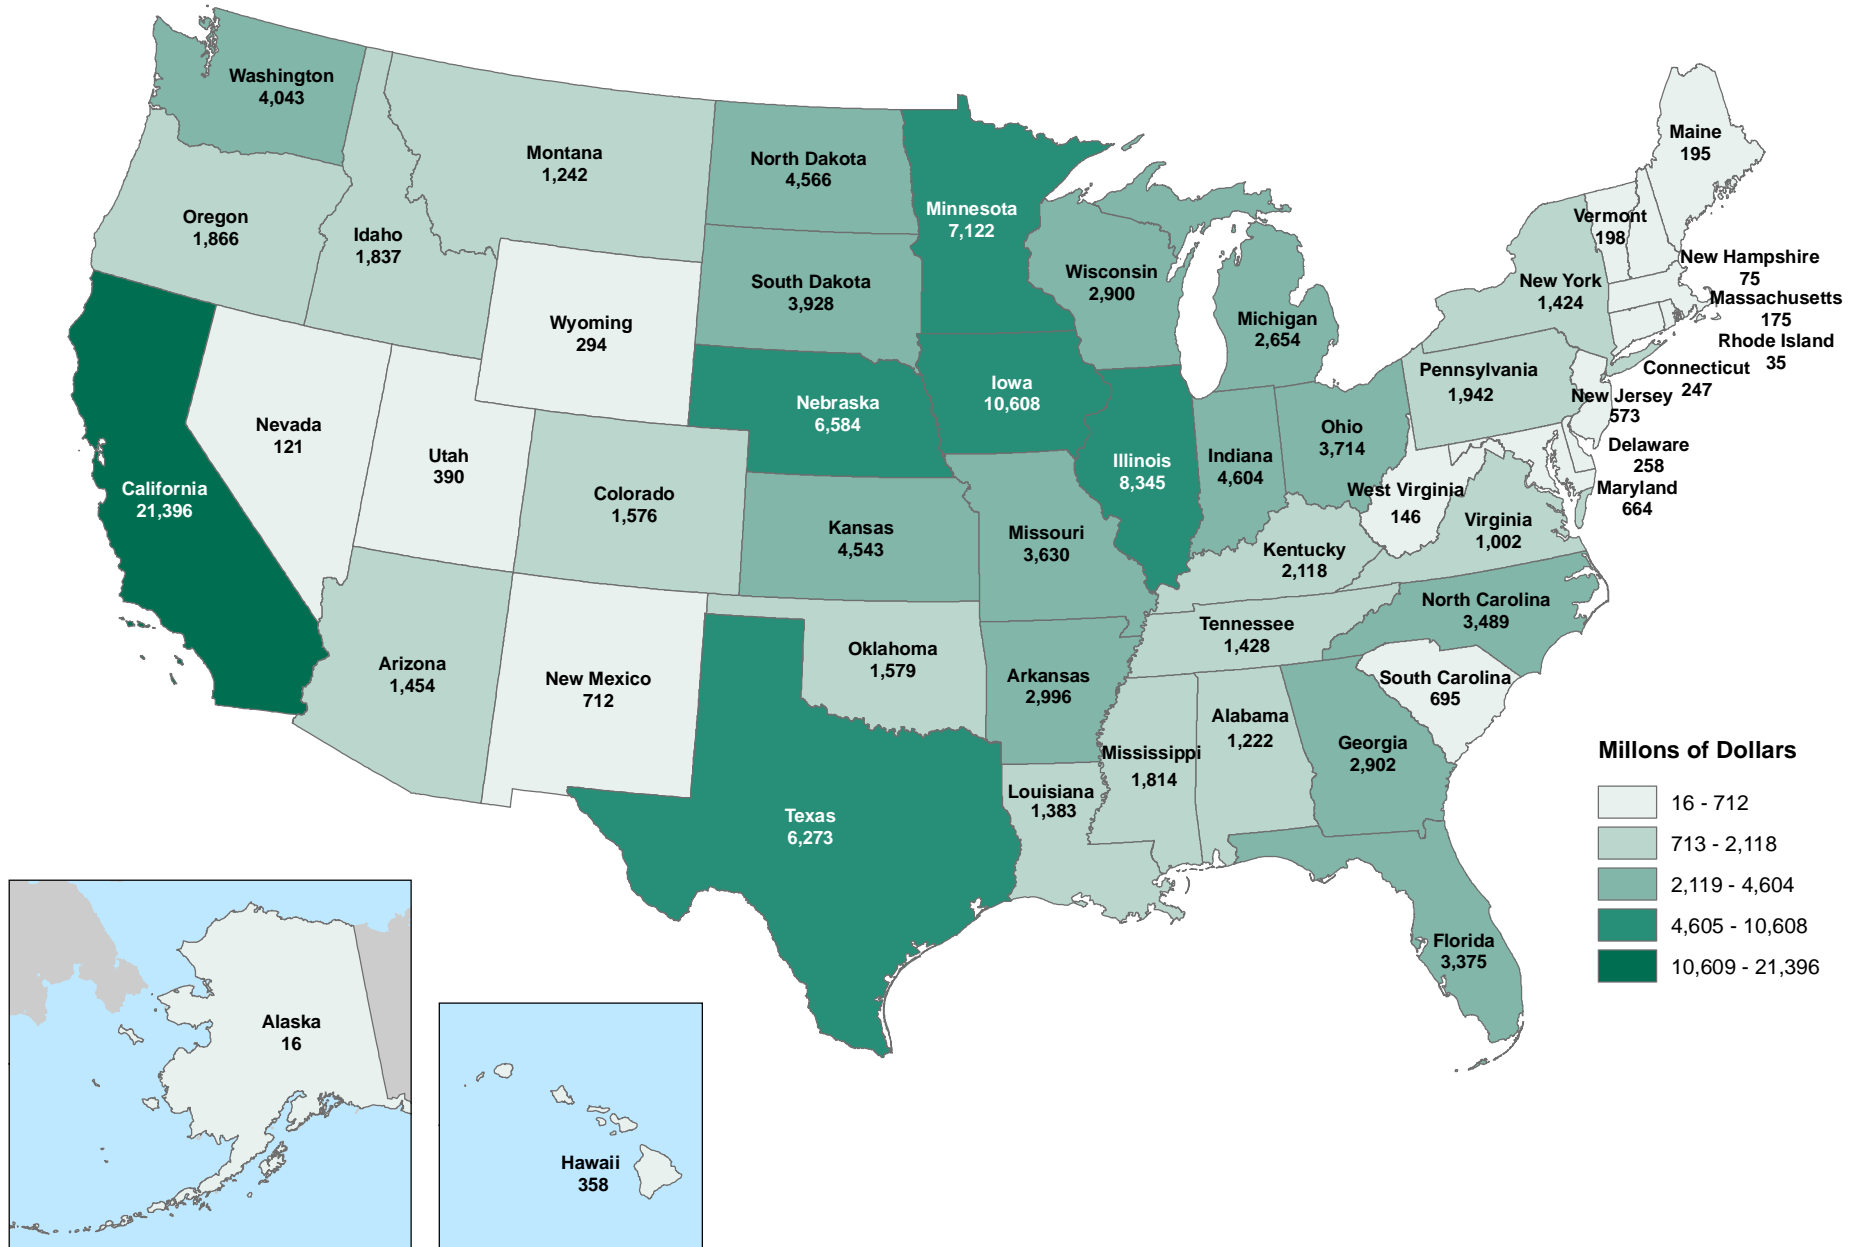 Washington
4,043
Montana
1,242
North Dakota
4,566
Minnesota
7,122
Maine
195
Oregon
1,866
Idaho
1,837
South Dakota
3,928
Wisconsin
2,900
Michigan
2,654
Vermont
198
New York
1,424
New Hampshire
75
Massachusetts
175
Rhode Island
35
Connecticut
247
Wyoming
294
Nebraska
6,584
Iowa
10,608
Pennsylvania
1,942
New Jersey
573
Nevada
121
Utah
390
Illinois
8,345
Indiana
4,604
Ohio
3,714
Delaware
258
Maryland
664
California
21,396
Colorado
1,576
Kansas
4,543
Missouri
3,630
Kentucky
2,118
West Virginia
146
Virginia
1,002
North Carolina
3,489
Tennessee
1,428
Arizona
1,454
New Mexico
712
Oklahoma
1,579
Arkansas
2,996
South Carolina
695
Mississippi
1,814
Alabama
1,222
Georgia
2,902
Texas
6,273
Louisiana
1,383
Florida
3,375
Alaska
16
Hawaii
358
Millons of Dollars
16 - 712
713 - 2,118
2,119 - 4,604
4,605 - 10,608
10,609 - 21,396